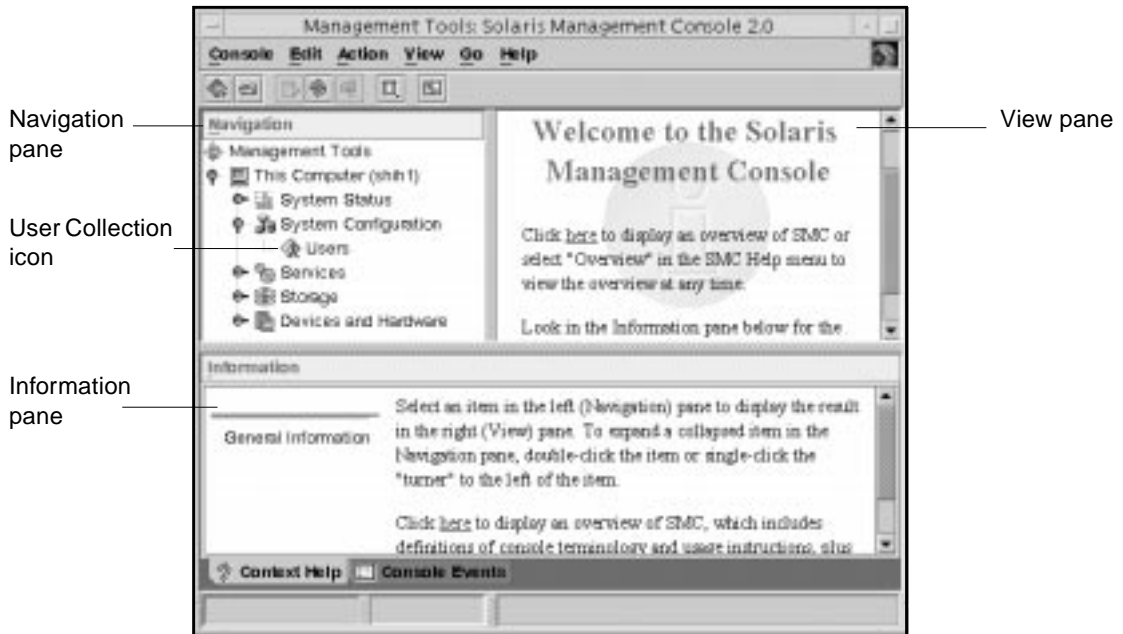 Management Tools: Solaris Management Console 2.0
Console Edit Action View Go Help
Navigation
pane
User Collection
icon
Information
pane
View pane
Navigation
Management Tools
This Computer (shih1)
System Status
System Configuration
Users
Services
Storage
Devices and Hardware
Welcome to the Solaris
Management Console
Click here to display an overview of SMC or
select "Overview" in the SMC Help menu to
view the overview at any time.
Look in the Information pane below for the
Information
General Information
Select an item in the left (Navigation) pane to display the result
in the right (View) pane. To expand a collapsed item in the
Navigation pane, double-click the item or single-click the
"turner" to the left of the item.
Click here to display an overview of SMC, which includes
definitions of console terminology and usage instructions, plus
Context Help
Console Events